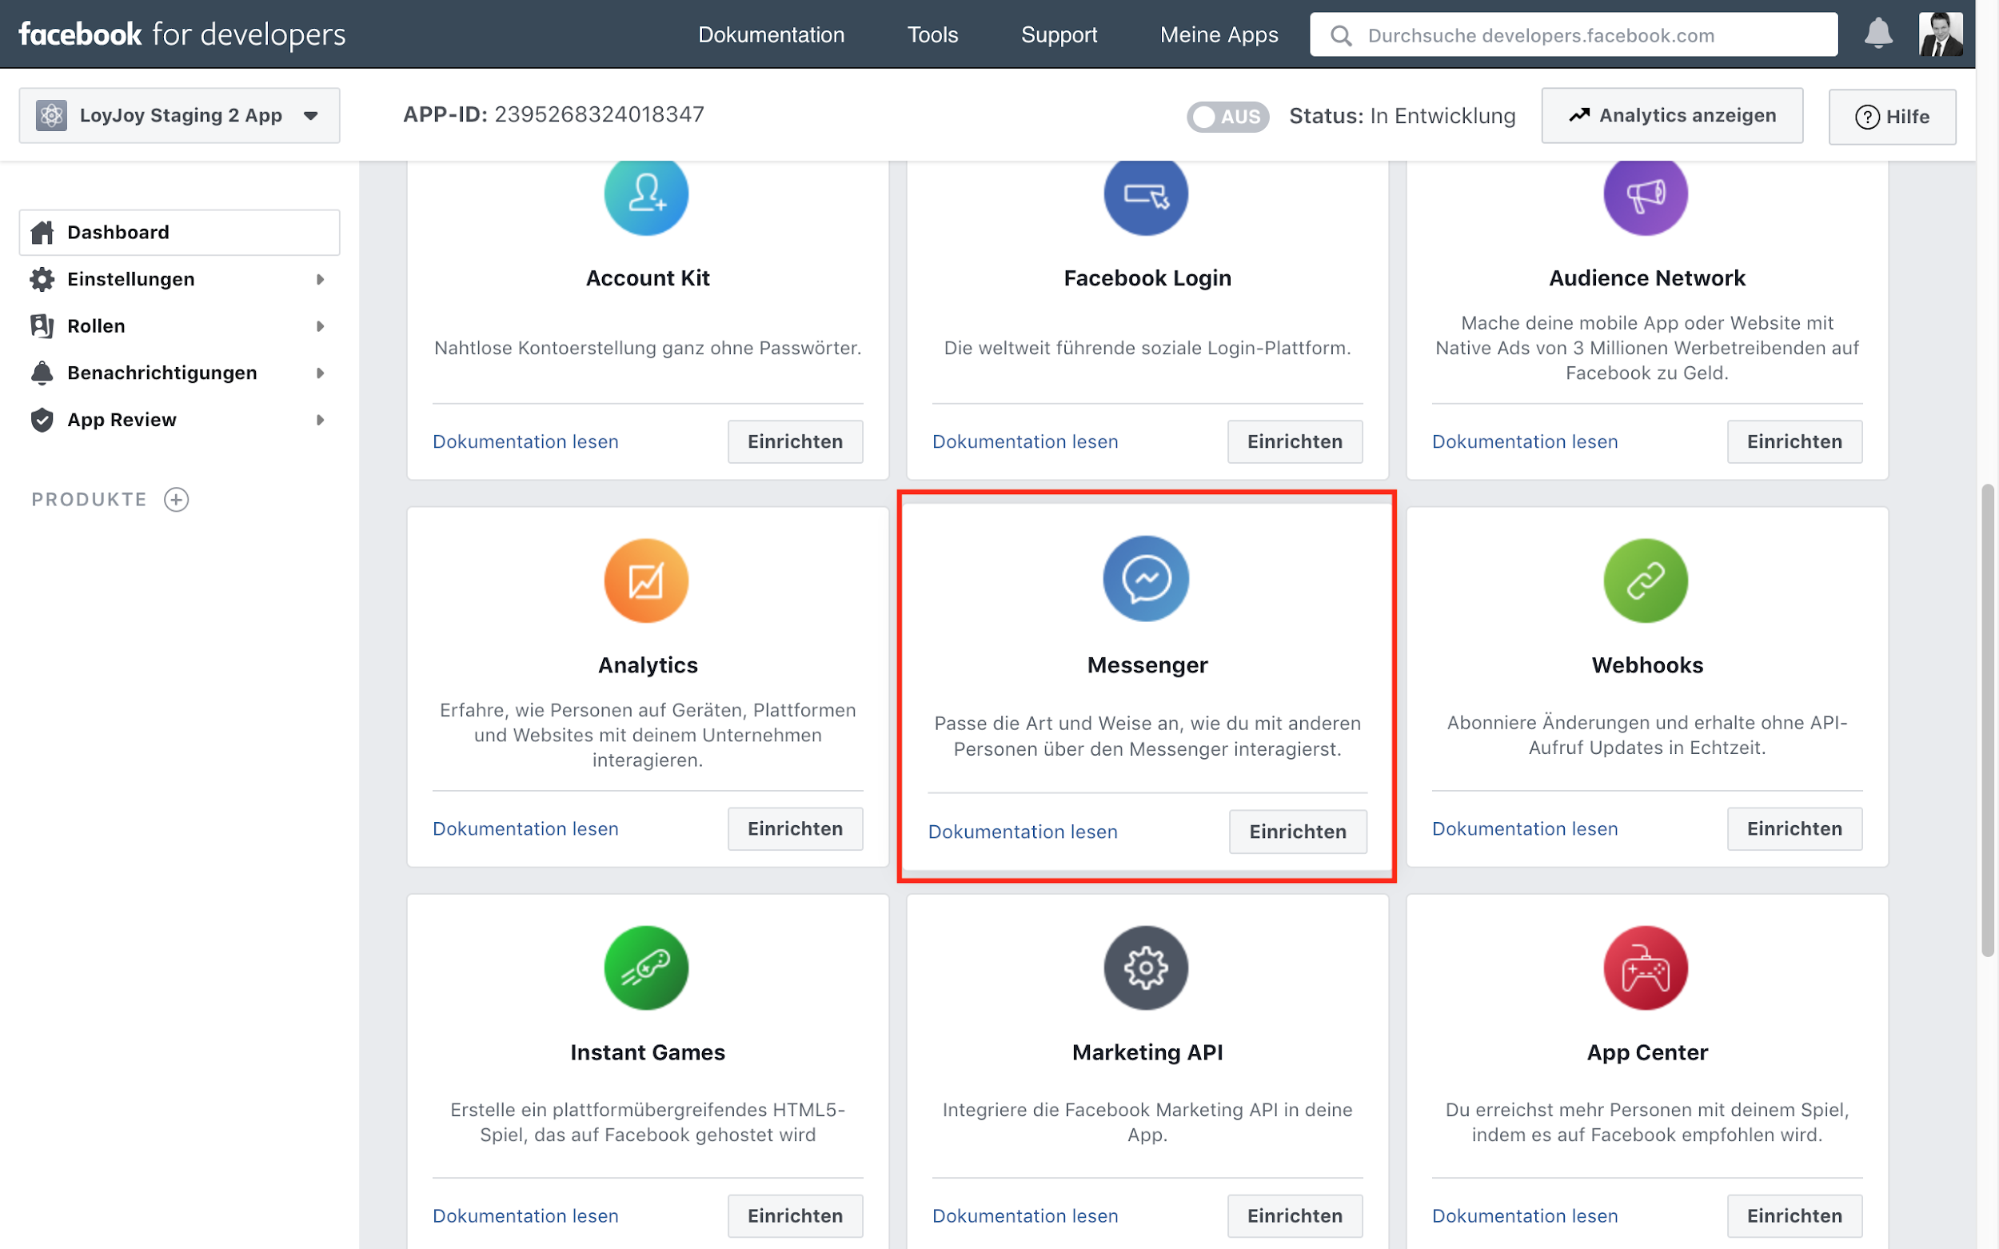 facebook for developers
Dokumentation
Tools
Support
Meine Apps
Durchsuche developers.facebook.com
LoyJoy Staging 2 App
APP-ID: 2395268324018347
AUS
Status: In Entwicklung
Analytics anzeigen
? Hilfe
Dashboard
Einstellungen
Rollen
Benachrichtigungen
App Review
PRODUKTE
Account Kit
Nahtlose Kontoerstellung ganz ohne Passwörter.
Dokumentation lesen
Einrichten
Facebook Login
Die weltweit führende soziale Login-Plattform.
Dokumentation lesen
Einrichten
Audience Network
Mache deine mobile App oder Website mit
Native Ads von 3 Millionen Werbetreibenden auf
Facebook zu Geld.
Dokumentation lesen
Einrichten
Analytics
Erfahre, wie Personen auf Geräten, Plattformen
und Websites mit deinem Unternehmen
interagieren.
Dokumentation lesen
Einrichten
Messenger
Passe die Art und Weise an, wie du mit anderen
Personen über den Messenger interagierst.
Dokumentation lesen
Einrichten
Webhooks
Abonniere Änderungen und erhalte ohne API-
Aufruf Updates in Echtzeit.
Dokumentation lesen
Einrichten
Instant Games
Erstelle ein plattformübergreifendes HTML5-
Spiel, das auf Facebook gehostet wird
Dokumentation lesen
Einrichten
Marketing API
Integriere die Facebook Marketing API in deine
App.
Dokumentation lesen
Einrichten
App Center
Du erreichst mehr Personen mit deinem Spiel,
indem es auf Facebook empfohlen wird.
Dokumentation lesen
Einrichten